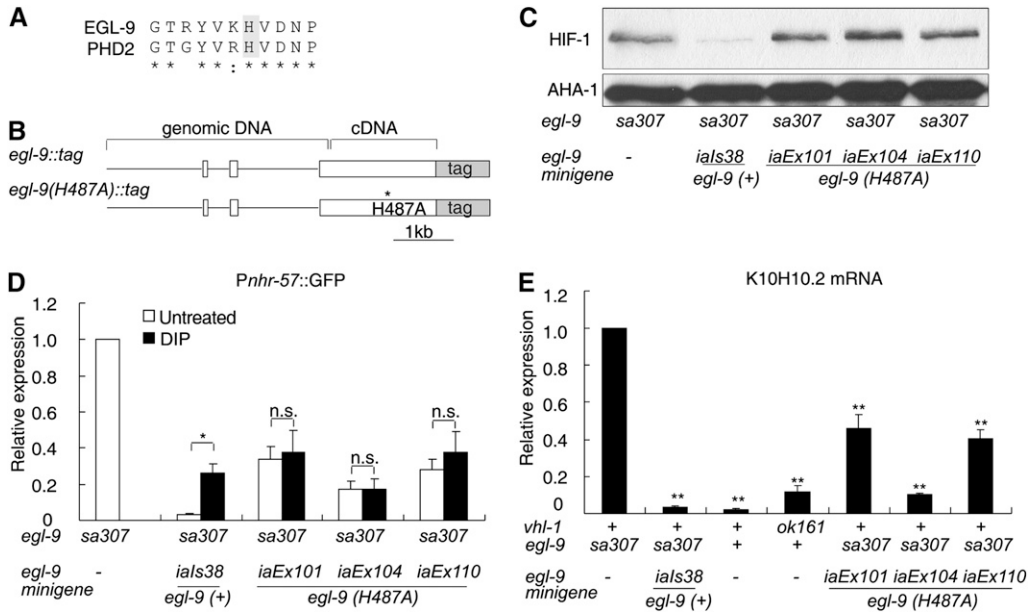 A
EGL-9 G T R Y V K H V D N P
PHD2 G T G Y V R H V D N P
* * * * : * * * * *
B
genomic DNA cDNA
egl-9::tag
tag
egl-9(H487A)::tag
*
H487A tag
1kb
C
HIF-1
AHA-1
egl-9 sa307 sa307 sa307 sa307 sa307
egl-9 minigene - iaIs38 iaEx101 iaEx104 iaEx110
egl-9 (+) egl-9 (H487A)
D
Pnhr-57::GFP
Relative expression
1.2
1.0
0.8
0.6
0.4
0.2
0
Untreated
DIP
* n.s. n.s. n.s.
egl-9 sa307 sa307 sa307 sa307 sa307
egl-9 minigene - iaIs38 iaEx101 iaEx104 iaEx110
egl-9 (+) egl-9 (H487A)
E
K10H10.2 mRNA
Relative expression
1.2
1.0
0.8
0.6
0.4
0.2
0
** ** ** ** ** **
vhl-1 + + + ok161 + + +
egl-9 sa307 sa307 + + sa307 sa307 sa307
egl-9 minigene - iaIs38 - - iaEx101 iaEx104 iaEx110
egl-9 (+) egl-9 (H487A)